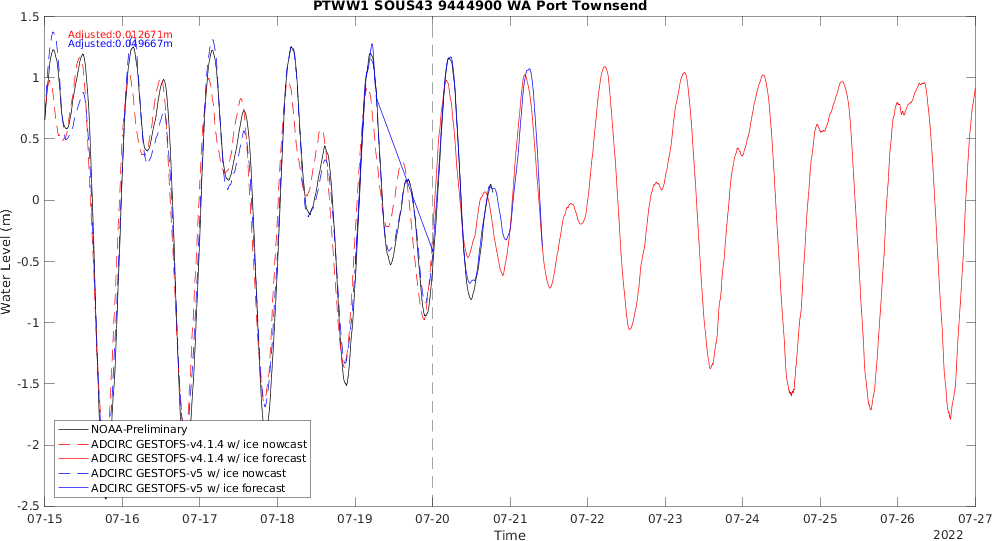 PTWW1 SOUS43 9444900 WA Port Townsend
Adjusted:0.012671m
Adjusted:0.049667m
1.5
1
0.5
0
-0.5
-1
-1.5
-2
-2.5
Water Level (m)
NOAA-Preliminary
ADCIRC GESTOFS-v4.1.4 w/ ice nowcast
ADCIRC GESTOFS-v4.1.4 w/ ice forecast
ADCIRC GESTOFS-v5 w/ ice nowcast
ADCIRC GESTOFS-v5 w/ ice forecast
07-15 07-16 07-17 07-18 07-19 07-20 07-21 07-22 07-23 07-24 07-25 07-26 07-27
Time
2022